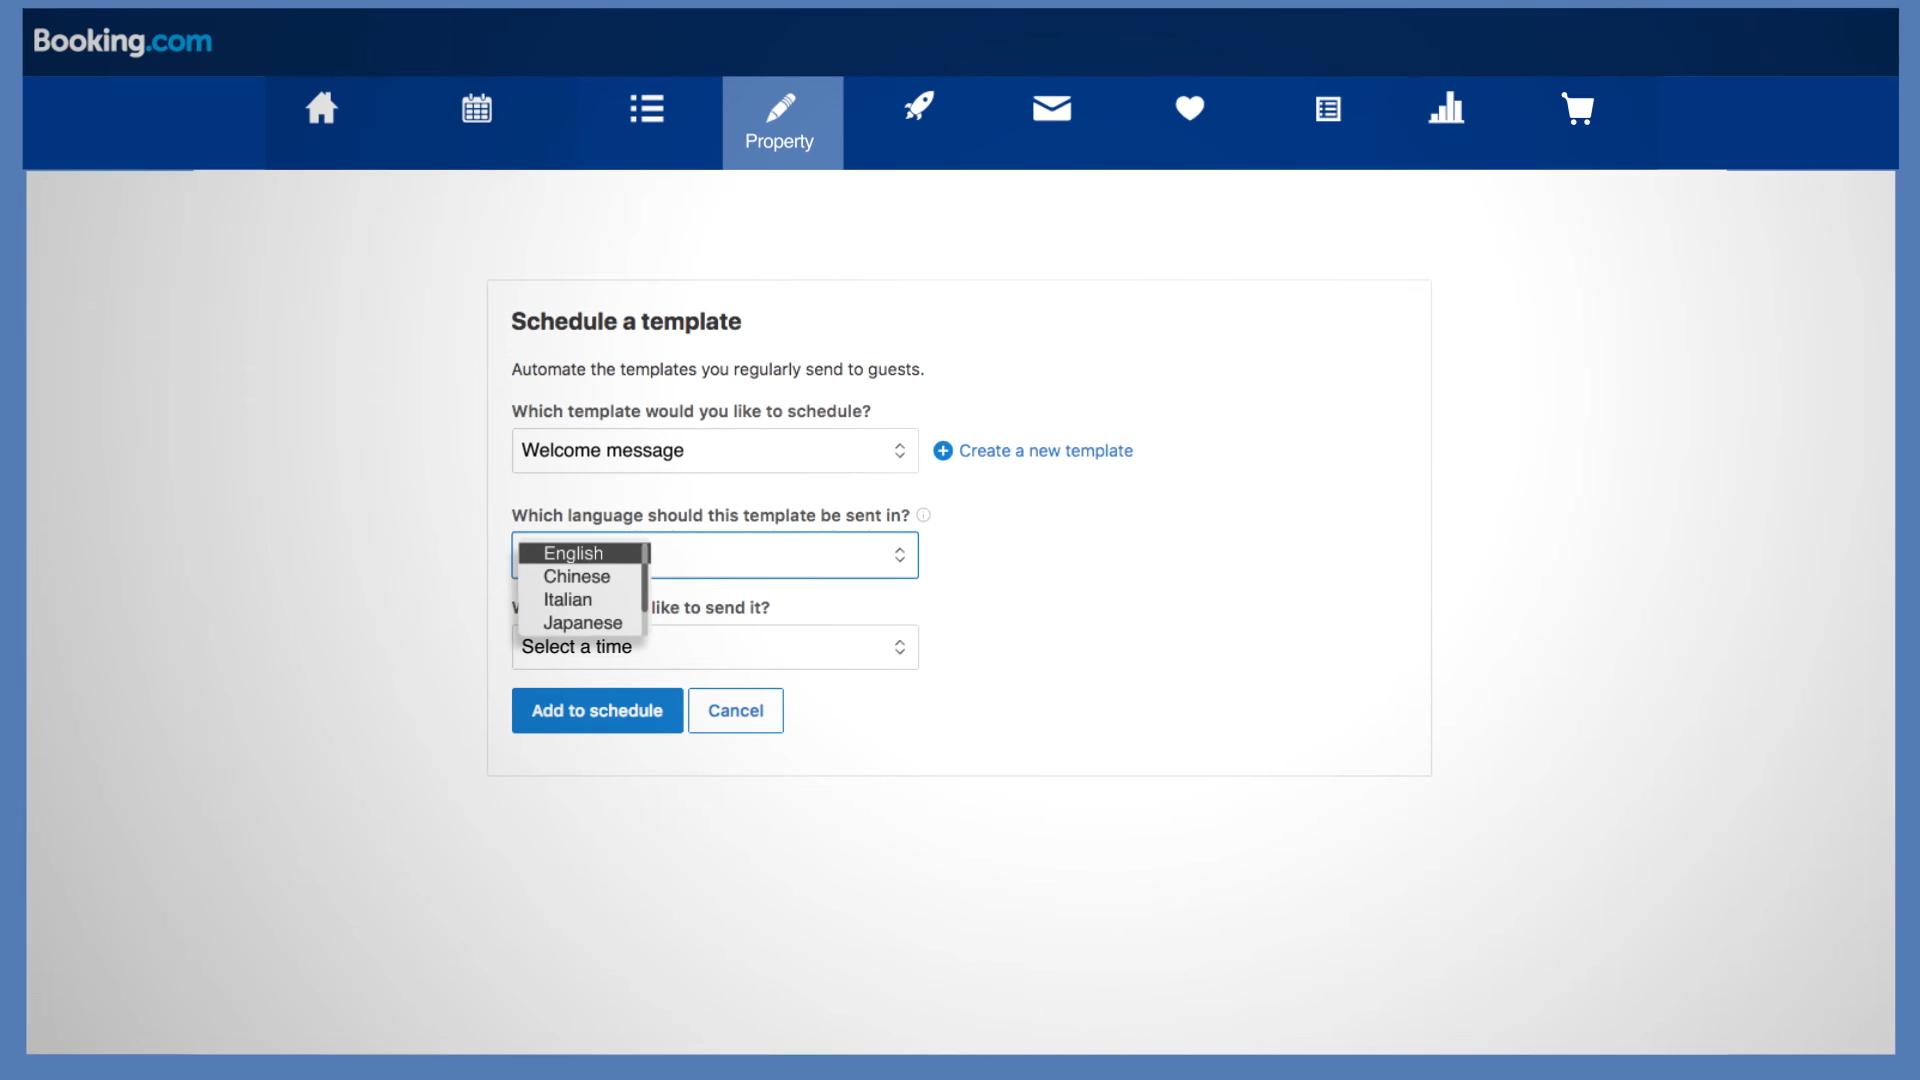 Booking.com
Property
Schedule a template
Automate the templates you regularly send to guests.
Which template would you like to schedule?
Welcome message
Create a new template
Which language should this template be sent in?
English
Chinese
Italian
Japanese
like to send it?
Select a time
Add to schedule
Cancel